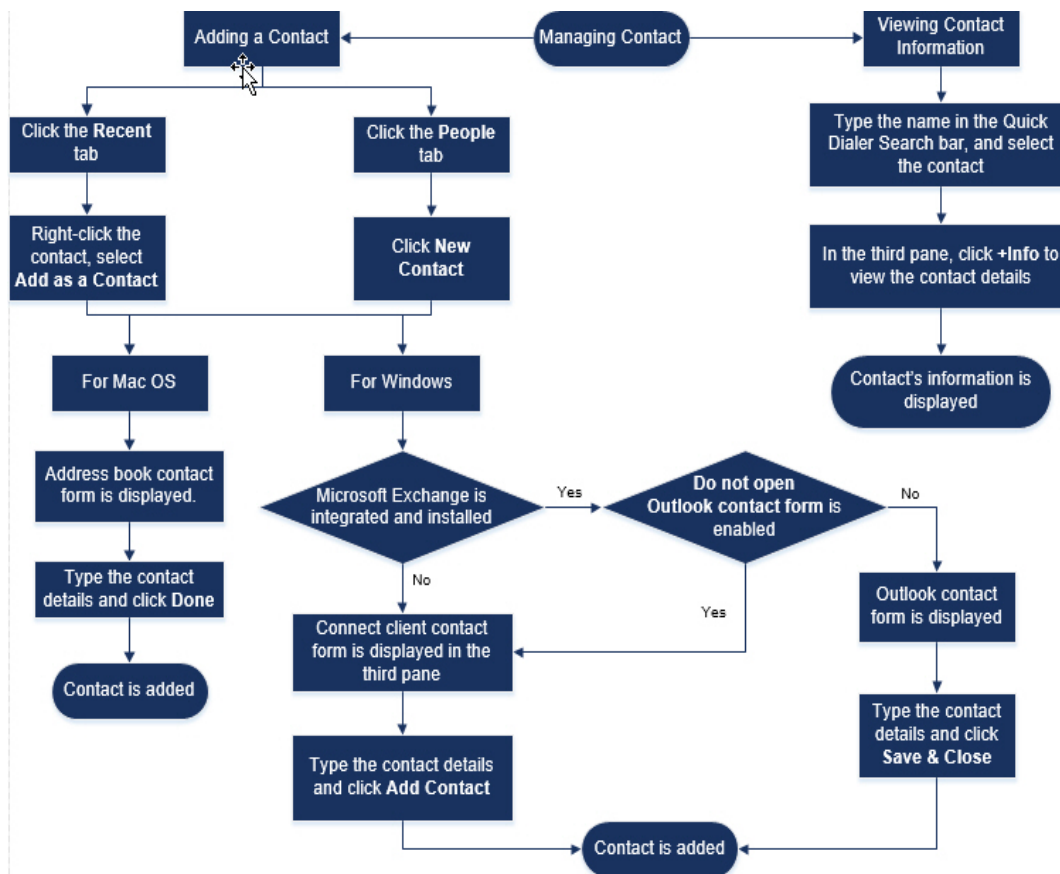 Adding a Contact
Managing Contact
Viewing Contact
Information
Click the Recent
tab
Click the People
tab
Type the name in the Quick
Dialer Search bar, and select
the contact
Right-click the
contact, select
Add as a Contact
Click New
Contact
In the third pane, click +Info to
view the contact details
For Mac OS
For Windows
Contact's information is
displayed
Address book contact
form is displayed.
Microsoft Exchange is
integrated and installed
Yes
Do not open
Outlook contact form is
enabled
No
Type the contact
details and click Done
No
Yes
Outlook contact
form is displayed
Connect client contact
form is displayed in the
third pane
Contact is added
Type the contact
details and click
Save & Close
Type the contact details
and click Add Contact
Contact is added